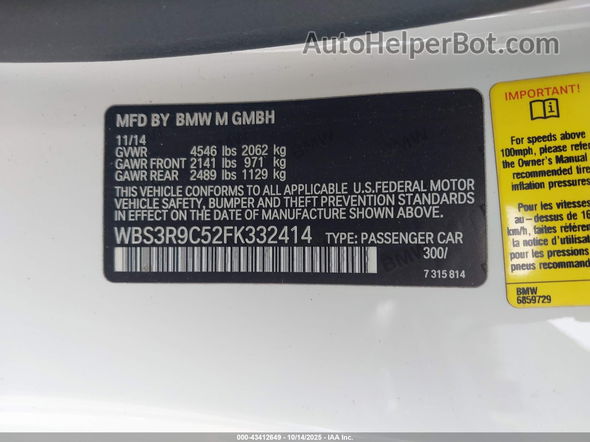 AutoHelperBot.com
MFD BY BMW M GMBH
11/14
GVWR 4546 lbs 2062 kg
GAWR FRONT 2141 lbs 971 kg
GAWR REAR 2489 lbs 1129 kg
THIS VEHICLE CONFORMS TO ALL APPLICABLE U.S.FEDERAL MOTOR
VEHICLE SAFETY, BUMPER AND THEFT PREVENTION STANDARDS
IN EFFECT ON THE DATE OF MANUFACTURE SHOWN ABOVE.
WBS3R9C52FK332414 TYPE: PASSENGER CAR
300/
7 315 814
IMPORTANT!
For speeds above
100mph, please refer
the Owner's Manual
recommended tire
inflation pressures
Pour les vitesses
au-dessus de 16
km/h, faites référen
la notice d'utilisati
pour les pressions
pneus recommandé
BMW
6859729
000-43412649 - 10/14/2025 - IAA Inc.